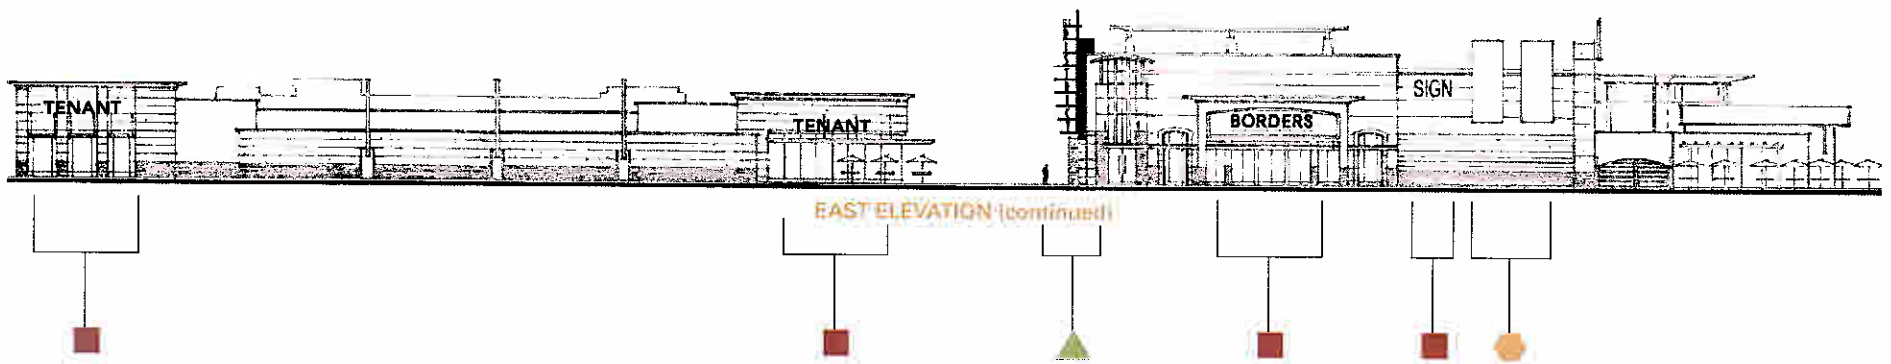 TENANT
TENANT
BORDERS
SIGN
EAST ELEVATION (continued)